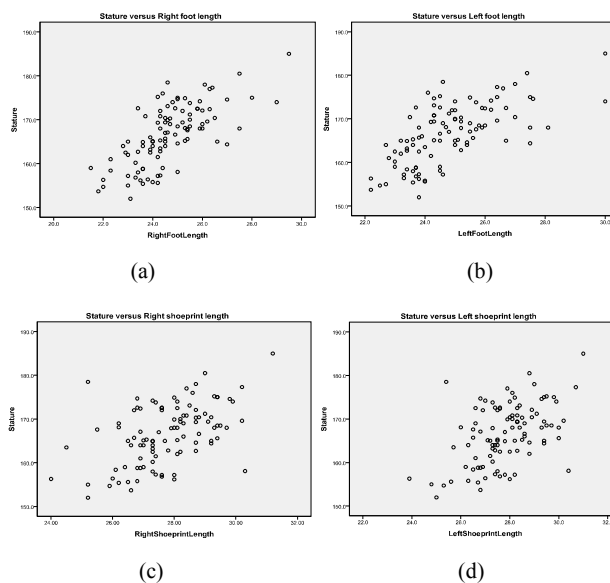 Stature versus Right foot length
190.0
180.0
170.0
160.0
150.0
Stature
20.0 22.0 24.0 26.0 28.0 30.0
RightFootLength
(a)
Stature versus Left foot length
190.0
180.0
170.0
160.0
150.0
Stature
22.0 24.0 26.0 28.0 30.0
LeftFootLength
(b)
Stature versus Right shoeprint length
190.0
180.0
170.0
160.0
150.0
Stature
24.00 26.00 28.00 30.00 32.00
RightShoeprintLength
(c)
Stature versus Left shoeprint length
190.0
180.0
170.0
160.0
150.0
Stature
22.0 24.0 26.0 28.0 30.0 32.0
LeftShoeprintLength
(d)